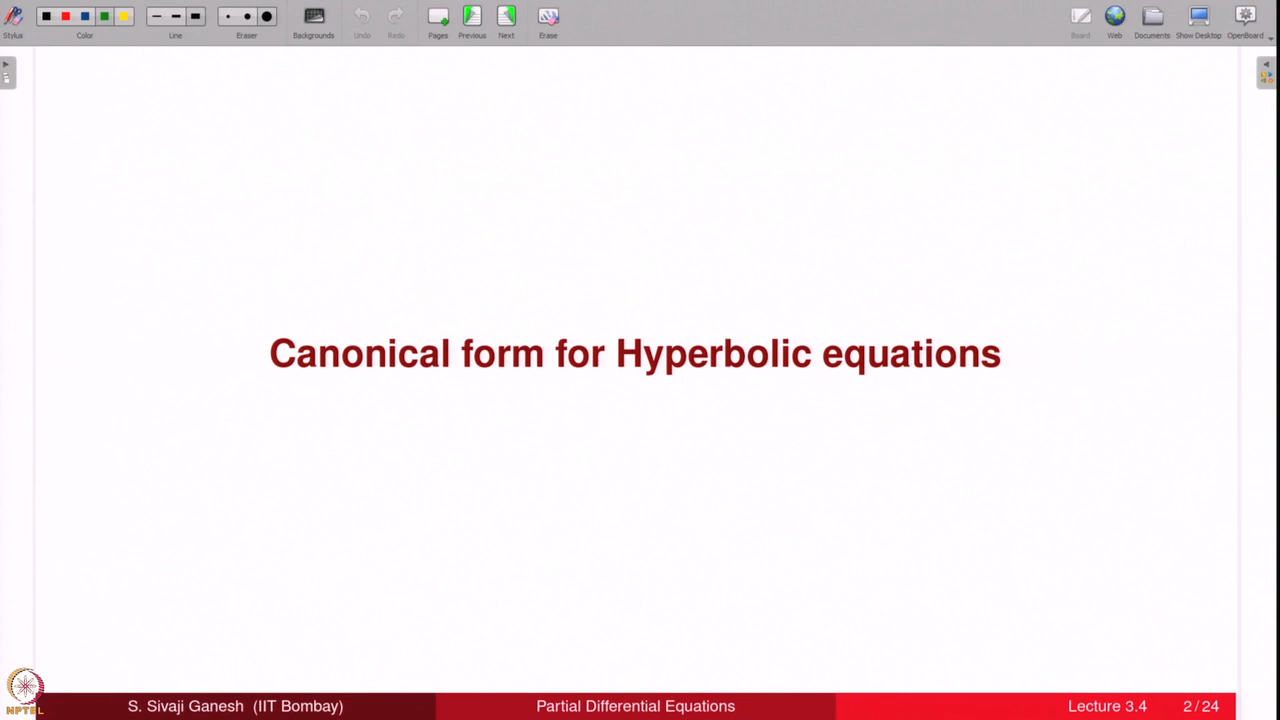 Stylus Color Line Eraser Backgrounds Undo Redo Pages Previous Next Erase Board Web Documents Show Desktop OpenBoard
Canonical form for Hyperbolic equations
NPTEL
S. Sivaji Ganesh (IIT Bombay) Partial Differential Equations Lecture 3.4 2 / 24